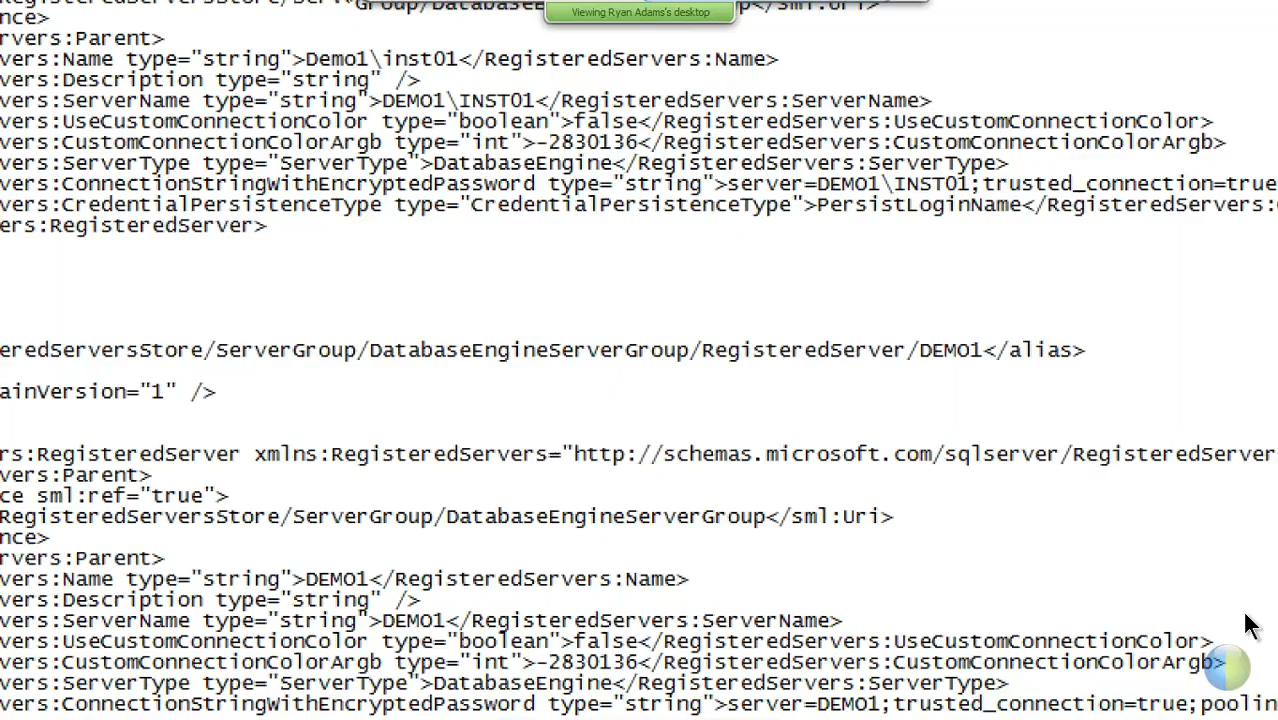 Viewing Ryan Adams's desktop
Group/DatabaseEngin
nce>
rvers:Parent>
vers:Name type="string">Demo1\inst01</RegisteredServers:Name>
vers:Description type="string" />
vers:ServerName type="string">DEMO1\INST01</RegisteredServers:ServerName>
vers:UseCustomConnectionColor type="boolean">false</RegisteredServers:UseCustomConnectionColor>
vers:CustomConnectionColorArgb type="int">-2830136</RegisteredServers:CustomConnectionColorArgb>
vers:ServerType type="ServerType">DatabaseEngine</RegisteredServers:ServerType>
vers:ConnectionStringWithEncryptedPassword type="string">server=DEMO1\INST01;trusted_connection=true
vers:CredentialPersistenceType type="CredentialPersistenceType">PersistLoginName</RegisteredServers:
ers:RegisteredServer>
eredServersStore/ServerGroup/DatabaseEngineServerGroup/RegisteredServer/DEMO1</alias>
ainVersion="1" />
rs:RegisteredServer xmlns:RegisteredServers="http://schemas.microsoft.com/sqlserver/RegisteredServers
vers:Parent>
ce sml:ref="true">
RegisteredServersStore/ServerGroup/DatabaseEngineServerGroup</sml:Uri>
nce>
rvers:Parent>
vers:Name type="string">DEMO1</RegisteredServers:Name>
vers:Description type="string" />
vers:ServerName type="string">DEMO1</RegisteredServers:ServerName>
vers:UseCustomConnectionColor type="boolean">false</RegisteredServers:UseCustomConnectionColor>
vers:CustomConnectionColorArgb type="int">-2830136</RegisteredServers:CustomConnectionColorArgb>
vers:ServerType type="ServerType">DatabaseEngine</RegisteredServers:ServerType>
vers:ConnectionStringWithEncryptedPassword type="string">server=DEMO1;trusted_connection=true;poolin